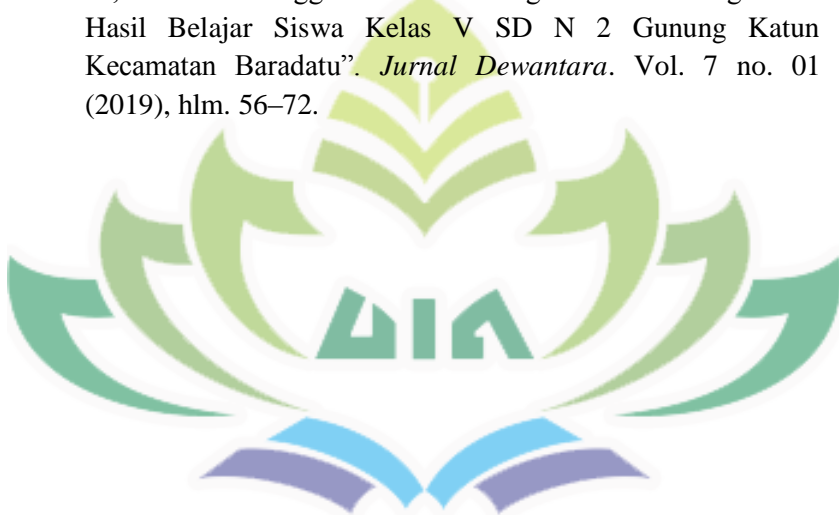 Hasil Belajar Siswa Kelas V SD N 2 Gunung Katun
Kecamatan Baradatu”. Jurnal Dewantara. Vol. 7 no. 01
(2019), hlm. 56–72.
UIN